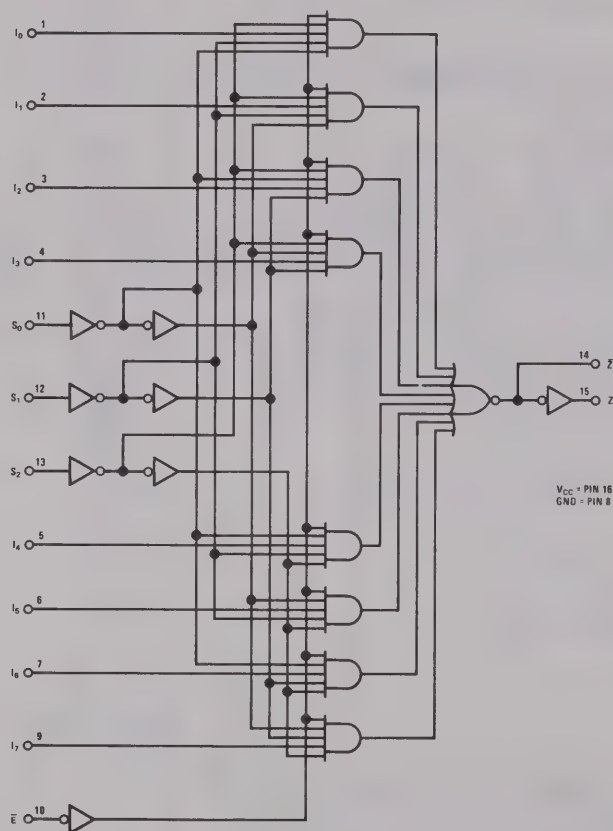 I₀ 1
I₁ 2
I₂ 3
I₃ 4
S₀ 11
S₁ 12
S₂ 13
14 Z̄
15 Z
V_CC = PIN 16
GND = PIN 8
I₄ 5
I₅ 6
I₆ 7
I₇ 9
Ē 10